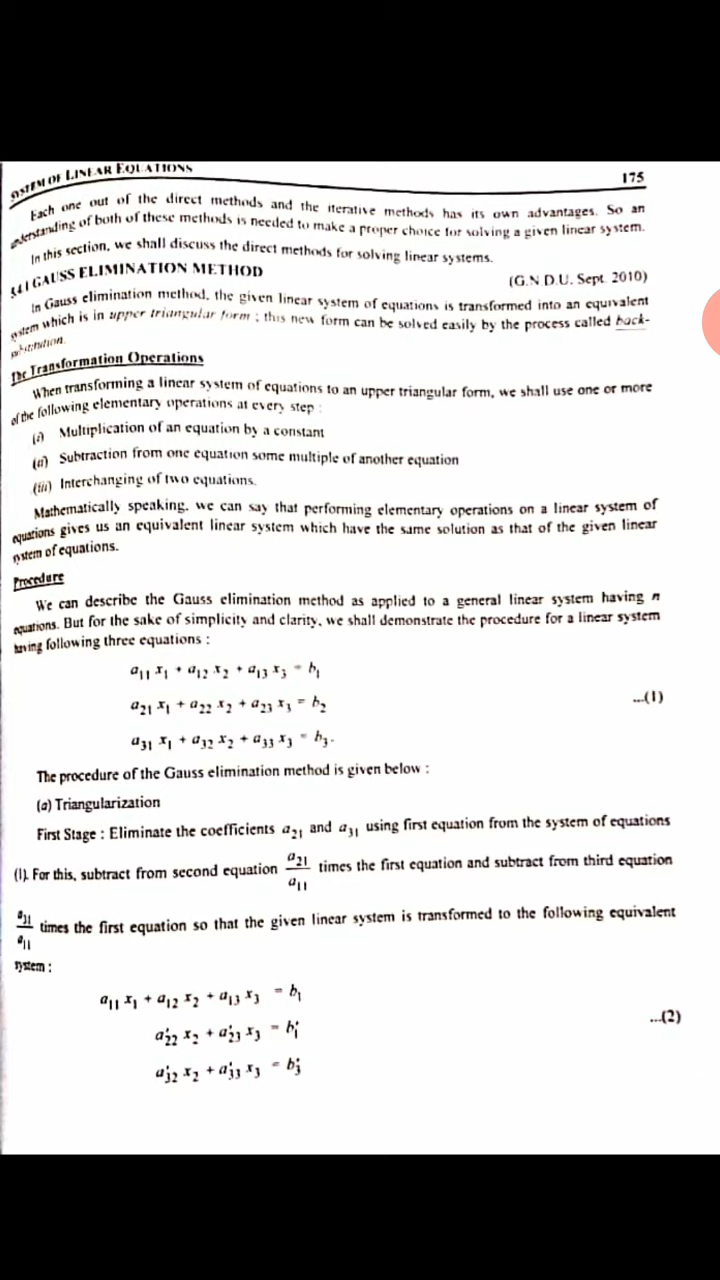 SYSTEM OF LINEAR EQUATIONS 175
Each one out of the direct methods and the iterative methods has its own advantages. So an
understanding of both of these methods is needed to make a proper choice for solving a given linear system.
In this section, we shall discuss the direct methods for solving linear systems.
§4.1 GAUSS ELIMINATION METHOD (G.N.D.U. Sept. 2010)
In Gauss elimination method, the given linear system of equations is transformed into an equivalent
system which is in upper triangular form ; this new form can be solved easily by the process called back-
substitution.
The Transformation Operations
When transforming a linear system of equations to an upper triangular form, we shall use one or more
of the following elementary operations at every step :
(i) Multiplication of an equation by a constant
(ii) Subtraction from one equation some multiple of another equation
(iii) Interchanging of two equations.
Mathematically speaking, we can say that performing elementary operations on a linear system of
equations gives us an equivalent linear system which have the same solution as that of the given linear
system of equations.
Procedure
We can describe the Gauss elimination method as applied to a general linear system having n
equations. But for the sake of simplicity and clarity, we shall demonstrate the procedure for a linear system
having following three equations :
a₁₁ x₁ + a₁₂ x₂ + a₁₃ x₃ = b₁
a₂₁ x₁ + a₂₂ x₂ + a₂₃ x₃ = b₂ ...(1)
a₃₁ x₁ + a₃₂ x₂ + a₃₃ x₃ = b₃.
The procedure of the Gauss elimination method is given below :
(a) Triangularization
First Stage : Eliminate the coefficients a₂₁ and a₃₁ using first equation from the system of equations
(1). For this, subtract from second equation a₂₁/a₁₁ times the first equation and subtract from third equation
a₃₁/a₁₁ times the first equation so that the given linear system is transformed to the following equivalent
system :
a₁₁ x₁ + a₁₂ x₂ + a₁₃ x₃ = b₁
a'₂₂ x₂ + a'₂₃ x₃ = b'₁ ...(2)
a'₃₂ x₂ + a'₃₃ x₃ = b'₃